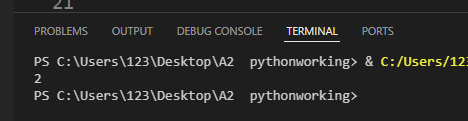 21
PROBLEMS OUTPUT DEBUG CONSOLE TERMINAL PORTS
PS C:\Users\123\Desktop\A2  pythonworking> & C:/Users/123
2
PS C:\Users\123\Desktop\A2  pythonworking>